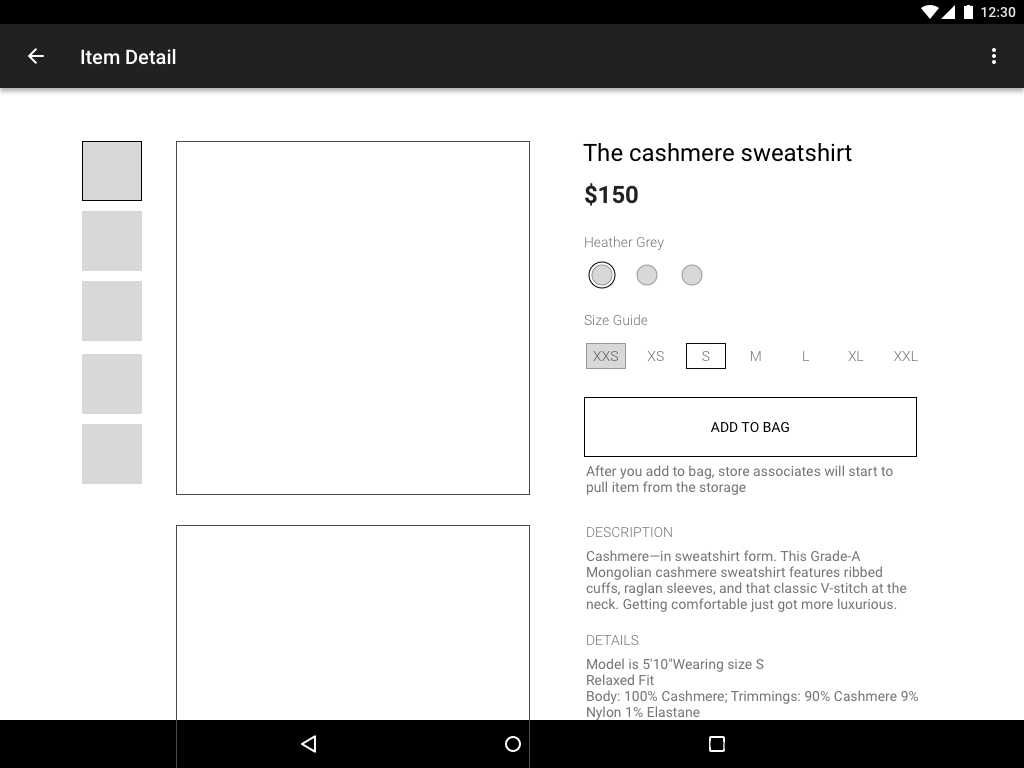 12:30
Item Detail
The cashmere sweatshirt
$150
Heather Grey
Size Guide
XXS XS S M L XL XXL
ADD TO BAG
After you add to bag, store associates will start to
pull item from the storage
DESCRIPTION
Cashmere—in sweatshirt form. This Grade-A
Mongolian cashmere sweatshirt features ribbed
cuffs, raglan sleeves, and that classic V-stitch at the
neck. Getting comfortable just got more luxurious.
DETAILS
Model is 5'10"Wearing size S
Relaxed Fit
Body: 100% Cashmere; Trimmings: 90% Cashmere 9%
Nylon 1% Elastane